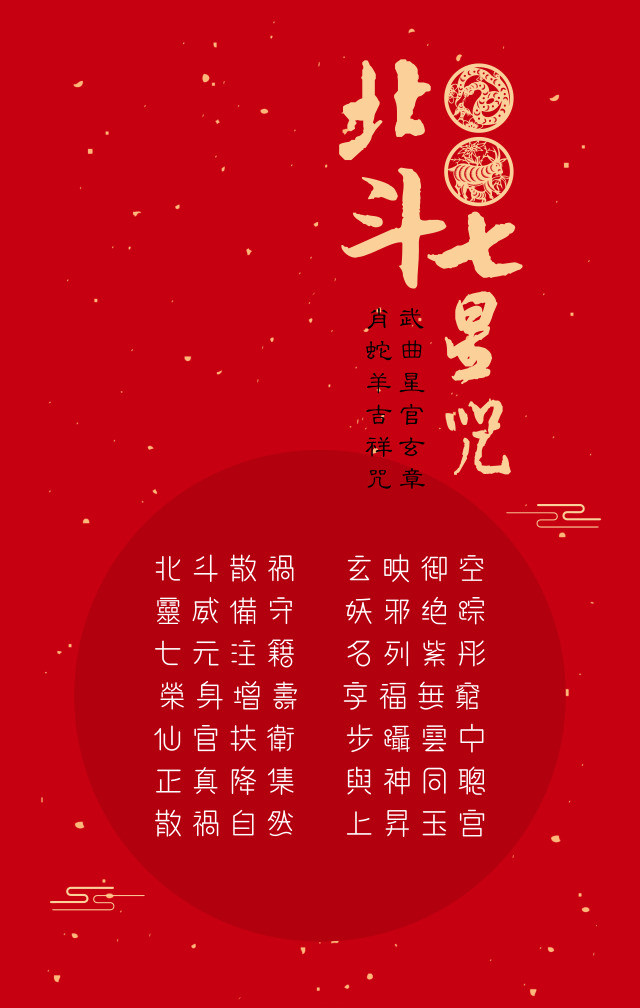 北斗
七星咒
武曲星官玄章
肖蛇羊吉祥咒
北斗散禍 玄映御空
靈威備守 妖邪绝踪
七元注籍 名列紫彤
榮身增壽 享福無窮
仙官扶衛 步躡雲中
正真降集 與神同聰
散禍自然 上昇玉宫